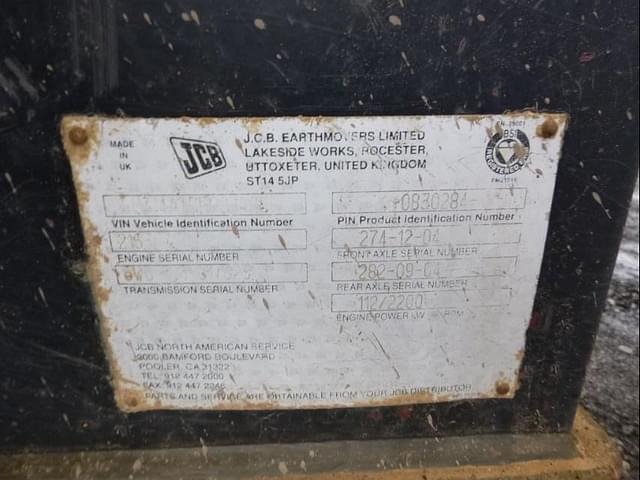 MADE
IN
UK
JCB
J.C.B. EARTHMOVERS LIMITED
LAKESIDE WORKS, ROCESTER,
UTTOXETER, UNITED KINGDOM
ST14 5JP
BSI
-0830284
VIN Vehicle Identification Number
PIN Product Identification Number
274-12-04
ENGINE SERIAL NUMBER
FRONT AXLE SERIAL NUMBER
282-09-04
TRANSMISSION SERIAL NUMBER
REAR AXLE SERIAL NUMBER
112/2200
ENGINE POWER
JCB NORTH AMERICAN SERVICE
2000 BAMFORD BOULEVARD
POOLER, CA 31322
TEL. 912 447 2000
FAX. 912 447 2246
PARTS AND SERVICE ARE OBTAINABLE FROM YOUR JCB DISTRIBUTOR